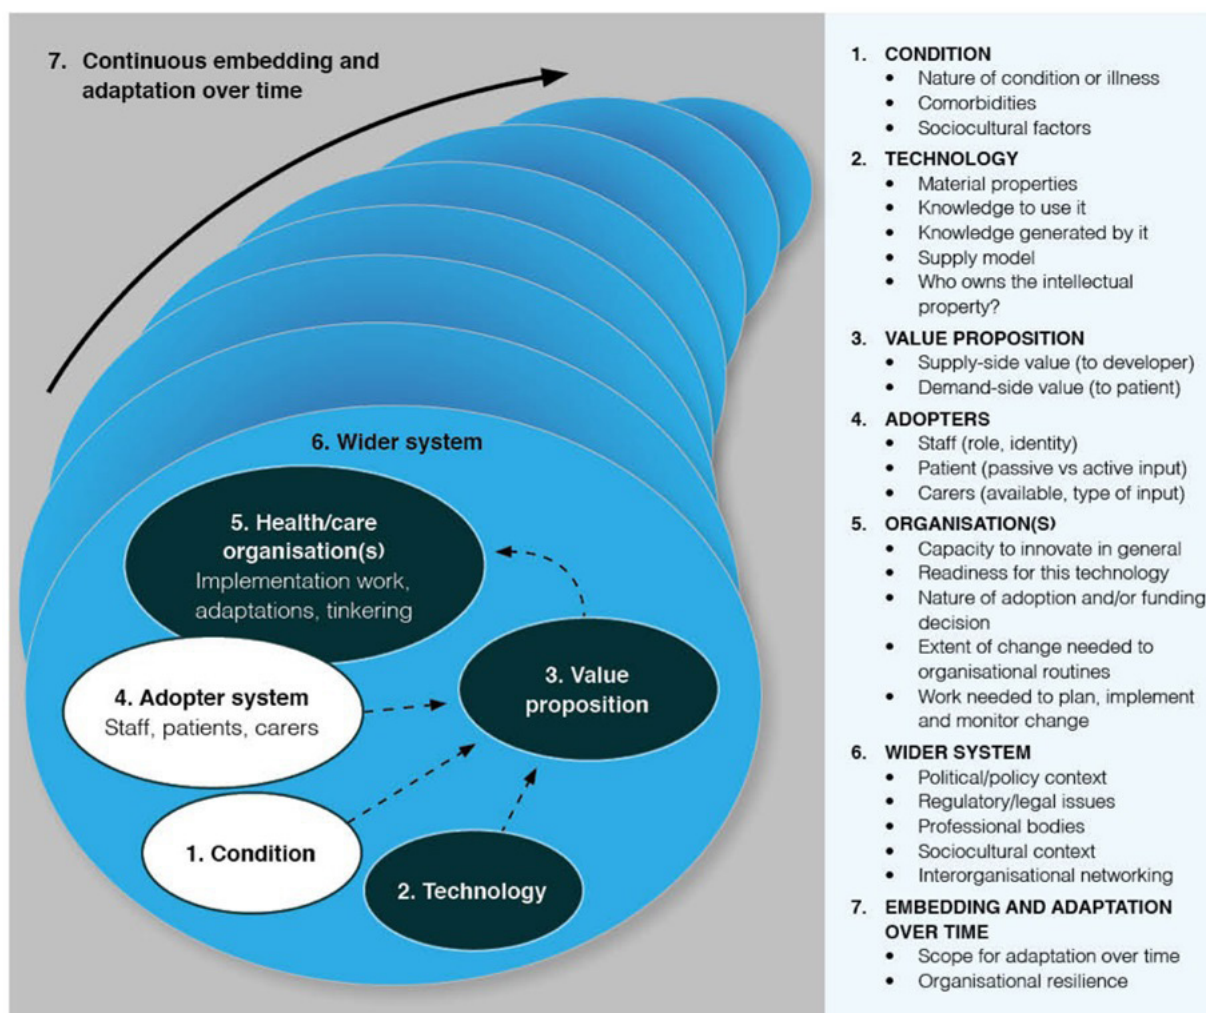 7. Continuous embedding and
adaptation over time
6. Wider system
5. Health/care
organisation(s)
Implementation work,
adaptations, tinkering
4. Adopter system
Staff, patients, carers
3. Value
proposition
1. Condition
2. Technology
1. CONDITION
• Nature of condition or illness
• Comorbidities
• Sociocultural factors
2. TECHNOLOGY
• Material properties
• Knowledge to use it
• Knowledge generated by it
• Supply model
• Who owns the intellectual
property?
3. VALUE PROPOSITION
• Supply-side value (to developer)
• Demand-side value (to patient)
4. ADOPTERS
• Staff (role, identity)
• Patient (passive vs active input)
• Carers (available, type of input)
5. ORGANISATION(S)
• Capacity to innovate in general
• Readiness for this technology
• Nature of adoption and/or funding
decision
• Extent of change needed to
organisational routines
• Work needed to plan, implement
and monitor change
6. WIDER SYSTEM
• Political/policy context
• Regulatory/legal issues
• Professional bodies
• Sociocultural context
• Interorganisational networking
7. EMBEDDING AND ADAPTATION
OVER TIME
• Scope for adaptation over time
• Organisational resilience